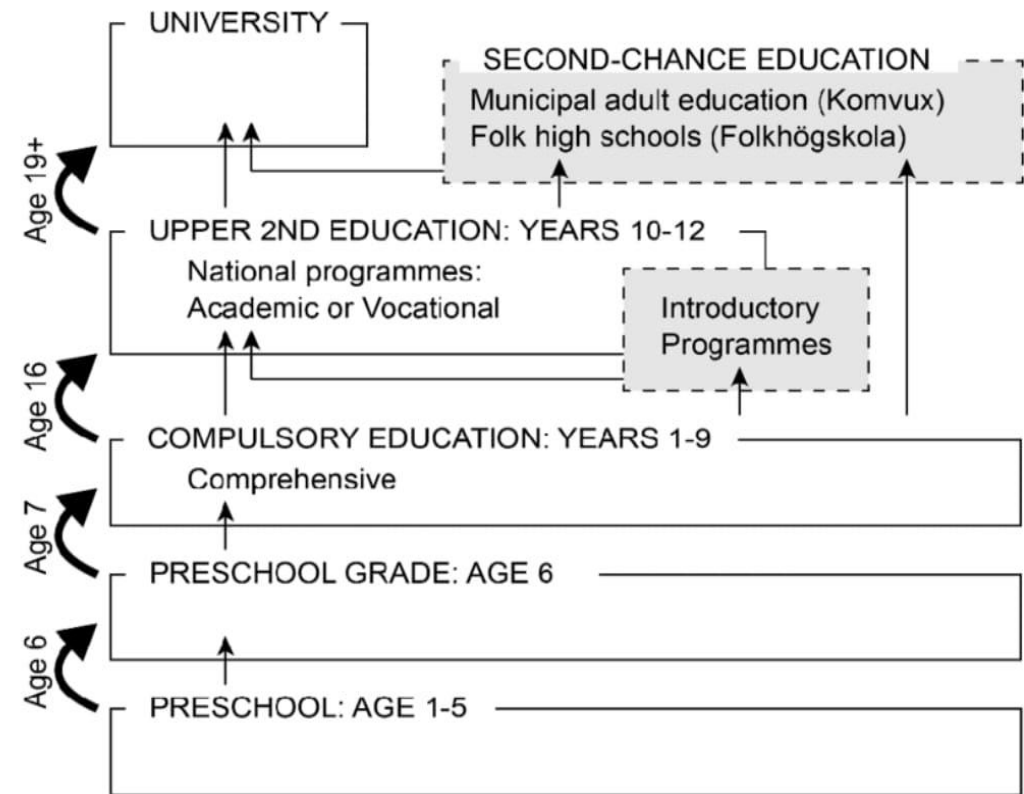 UNIVERSITY
SECOND-CHANCE EDUCATION
Municipal adult education (Komvux)
Folk high schools (Folkhögskola)
Age 19+
UPPER 2ND EDUCATION: YEARS 10-12
National programmes:
Academic or Vocational
Introductory
Programmes
Age 16
COMPULSORY EDUCATION: YEARS 1-9
Comprehensive
Age 7
PRESCHOOL GRADE: AGE 6
Age 6
PRESCHOOL: AGE 1-5